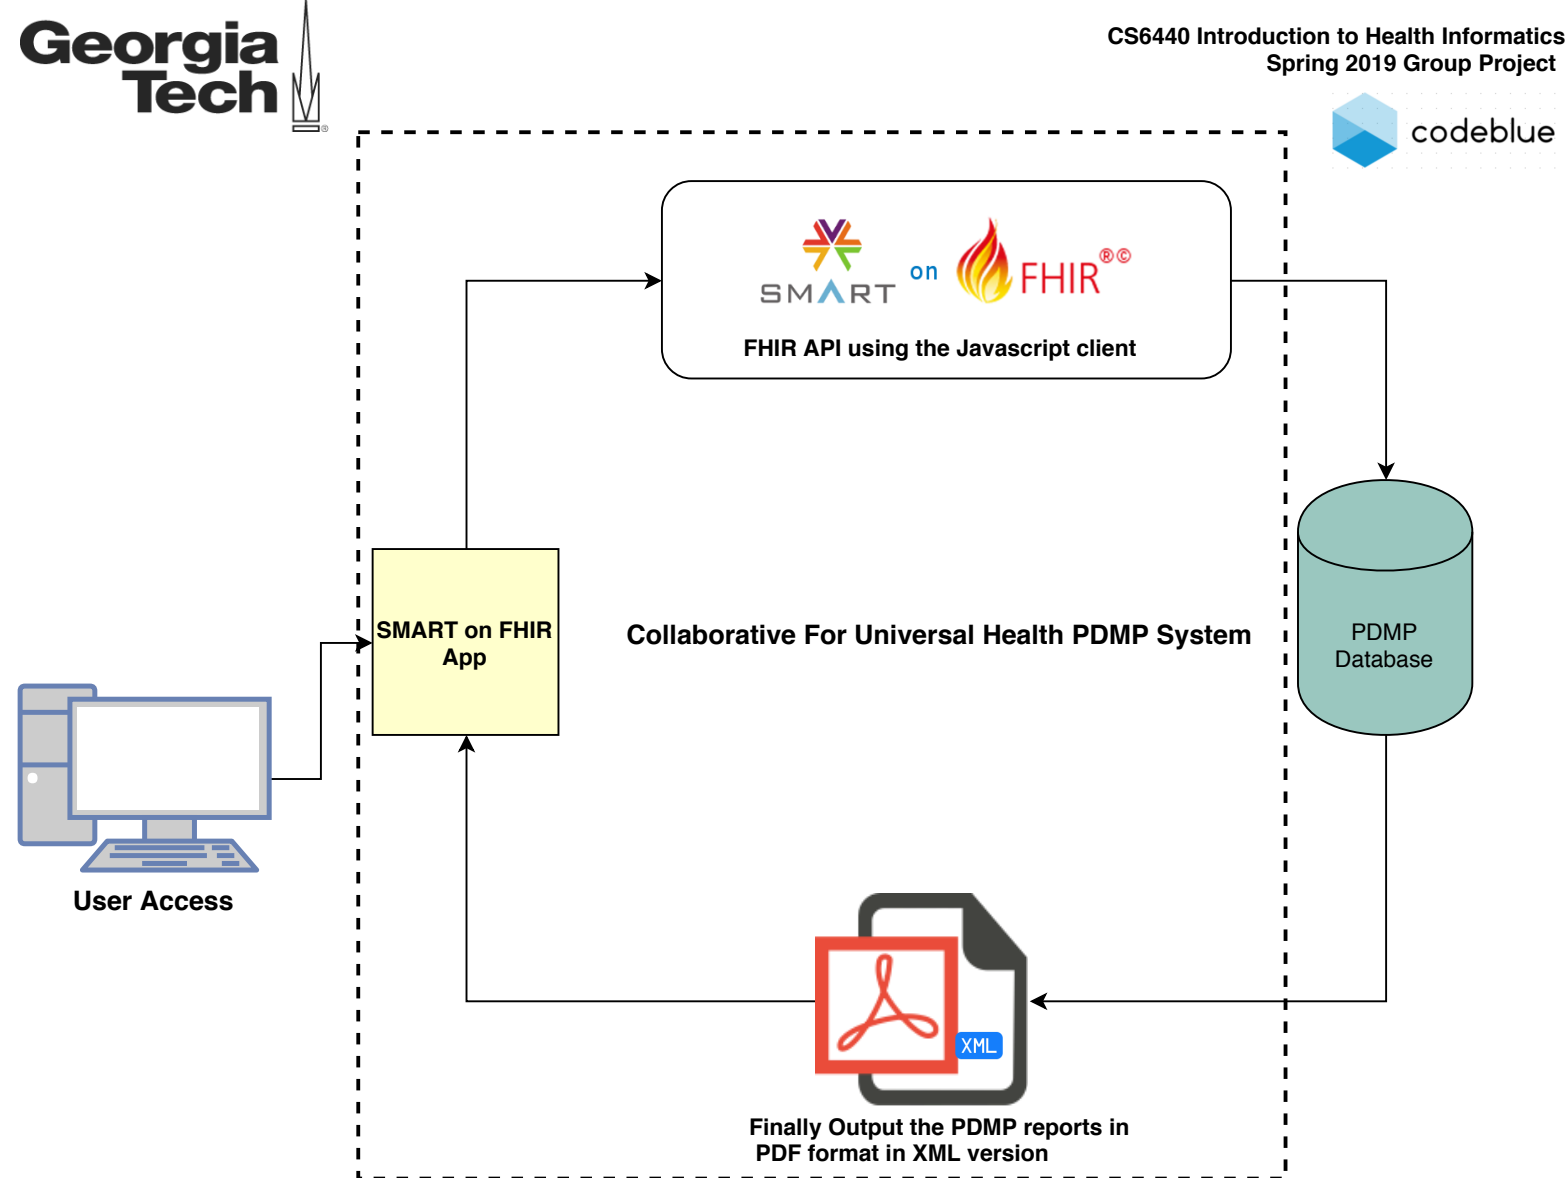 Georgia
Tech
®
CS6440 Introduction to Health Informatics
Spring 2019 Group Project
codeblue
SMART on FHIR®©
FHIR API using the Javascript client
SMART on FHIR
App
Collaborative For Universal Health PDMP System
PDMP
Database
User Access
XML
Finally Output the PDMP reports in
PDF format in XML version